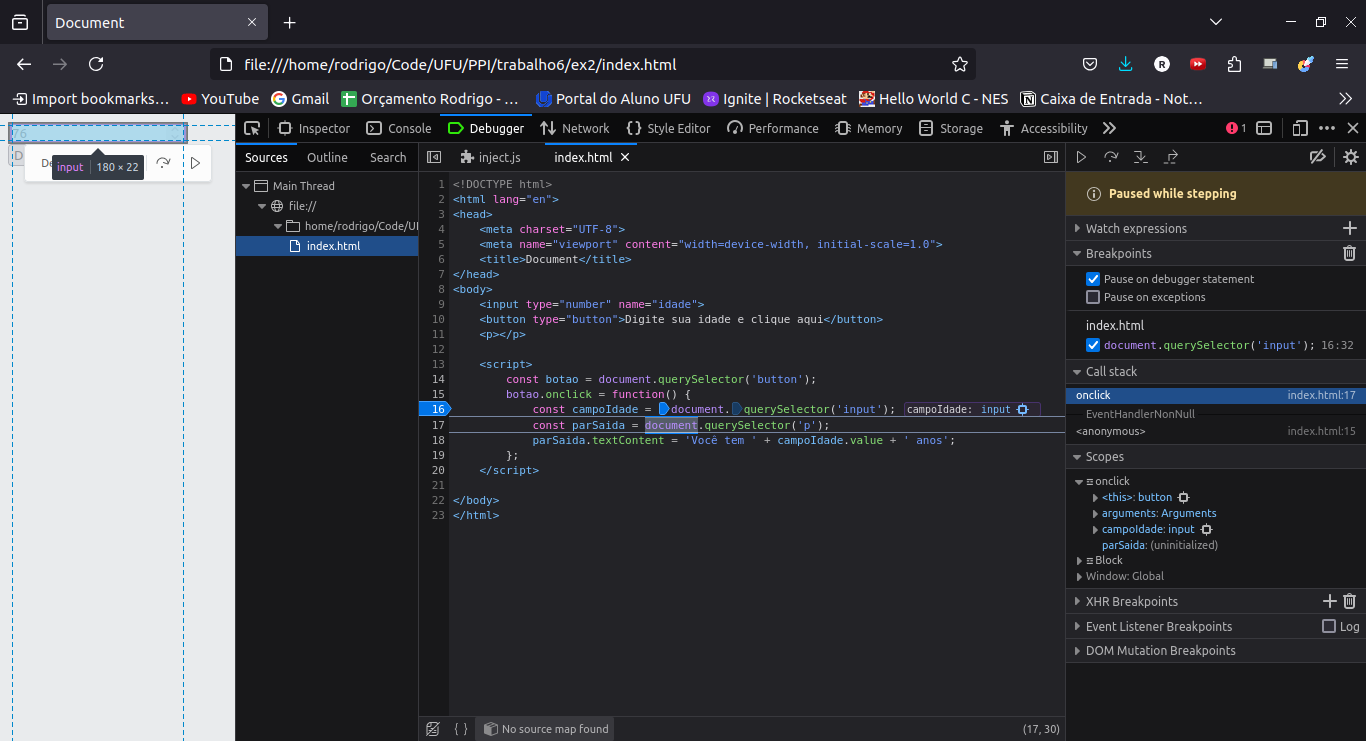 Document
file:///home/rodrigo/Code/UFU/PPI/trabalho6/ex2/index.html
Import bookmarks…
YouTube
Gmail
Orçamento Rodrigo - …
Portal do Aluno UFU
Ignite | Rocketseat
Hello World C - NES
Caixa de Entrada - Not…
76
D
De
input 180 × 22
Inspector
Console
Debugger
Network
Style Editor
Performance
Memory
Storage
Accessibility
1
Sources
Outline
Search
inject.js
index.html
Main Thread
file://
home/rodrigo/Code/UF
index.html
1 <!DOCTYPE html>
2 <html lang="en">
3 <head>
4 <meta charset="UTF-8">
5 <meta name="viewport" content="width=device-width, initial-scale=1.0">
6 <title>Document</title>
7 </head>
8 <body>
9 <input type="number" name="idade">
10 <button type="button">Digite sua idade e clique aqui</button>
11 <p></p>
12
13 <script>
14 const botao = document.querySelector('button');
15 botao.onclick = function() {
16 const campoIdade = document.querySelector('input'); campoIdade: input
17 const parSaida = document.querySelector('p');
18 parSaida.textContent = 'Você tem ' + campoIdade.value + ' anos';
19 };
20 </script>
21
22 </body>
23 </html>
{ }
No source map found
(17, 30)
Paused while stepping
Watch expressions
Breakpoints
Pause on debugger statement
Pause on exceptions
index.html
document.querySelector('input'); 16:32
Call stack
onclick index.html:17
EventHandlerNonNull
<anonymous> index.html:15
Scopes
onclick
<this>: button
arguments: Arguments
campoIdade: input
parSaida: (uninitialized)
Block
Window: Global
XHR Breakpoints
Event Listener Breakpoints Log
DOM Mutation Breakpoints